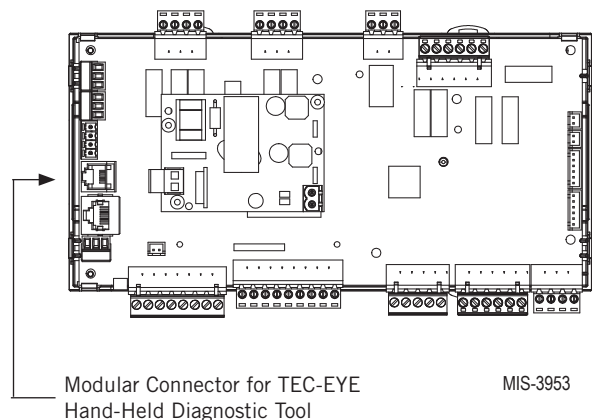 Modular Connector for TEC-EYE
Hand-Held Diagnostic Tool
MIS-3953